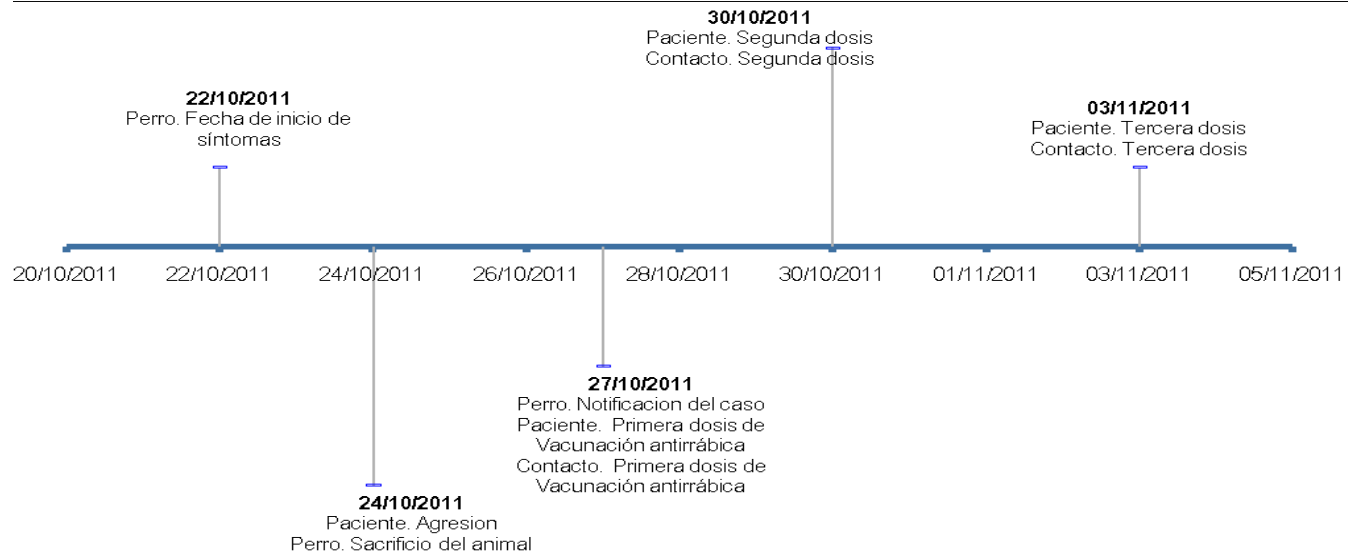 30/10/2011
Paciente. Segunda dosis
Contacto. Segunda dosis
22/10/2011
Perro. Fecha de inicio de
síntomas
03/11/2011
Paciente. Tercera dosis
Contacto. Tercera dosis
20/10/2011 22/10/2011 24/10/2011 26/10/2011 28/10/2011 30/10/2011 01/11/2011 03/11/2011 05/11/2011
27/10/2011
Perro. Notificacion del caso
Paciente. Primera dosis de
Vacunación antirrábica
Contacto. Primera dosis de
Vacunación antirrábica
24/10/2011
Paciente. Agresion
Perro. Sacrificio del animal